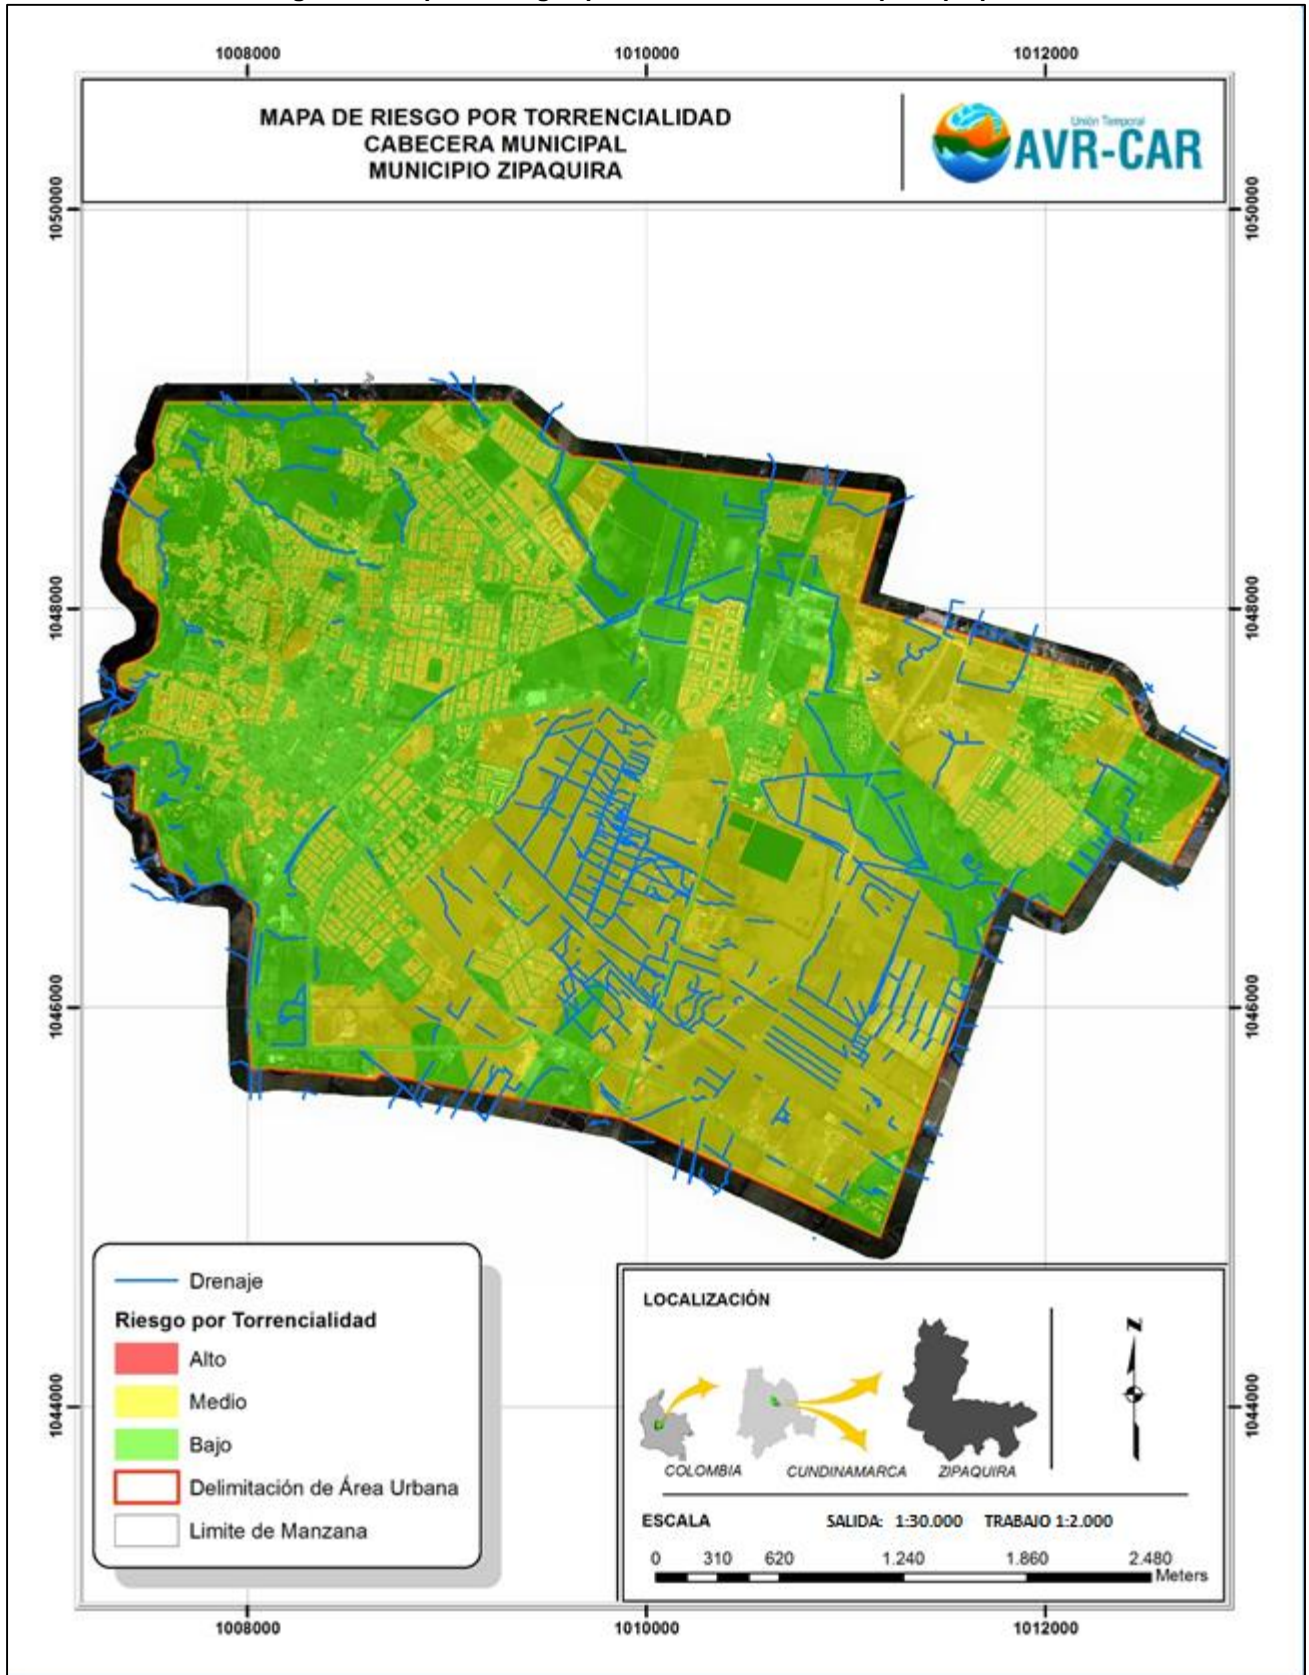 1008000 1010000 1012000
MAPA DE RIESGO POR TORRENCIALIDAD
CABECERA MUNICIPAL
MUNICIPIO ZIPAQUIRA
Unión Temporal
AVR-CAR
1050000 1050000
1048000 1048000
1046000 1046000
1044000 1044000
Drenaje
Riesgo por Torrencialidad
Alto
Medio
Bajo
Delimitación de Área Urbana
Limite de Manzana
LOCALIZACIÓN
N
COLOMBIA CUNDINAMARCA ZIPAQUIRA
ESCALA SALIDA: 1:30.000 TRABAJO 1:2.000
0 310 620 1.240 1.860 2.480
Meters
1008000 1010000 1012000